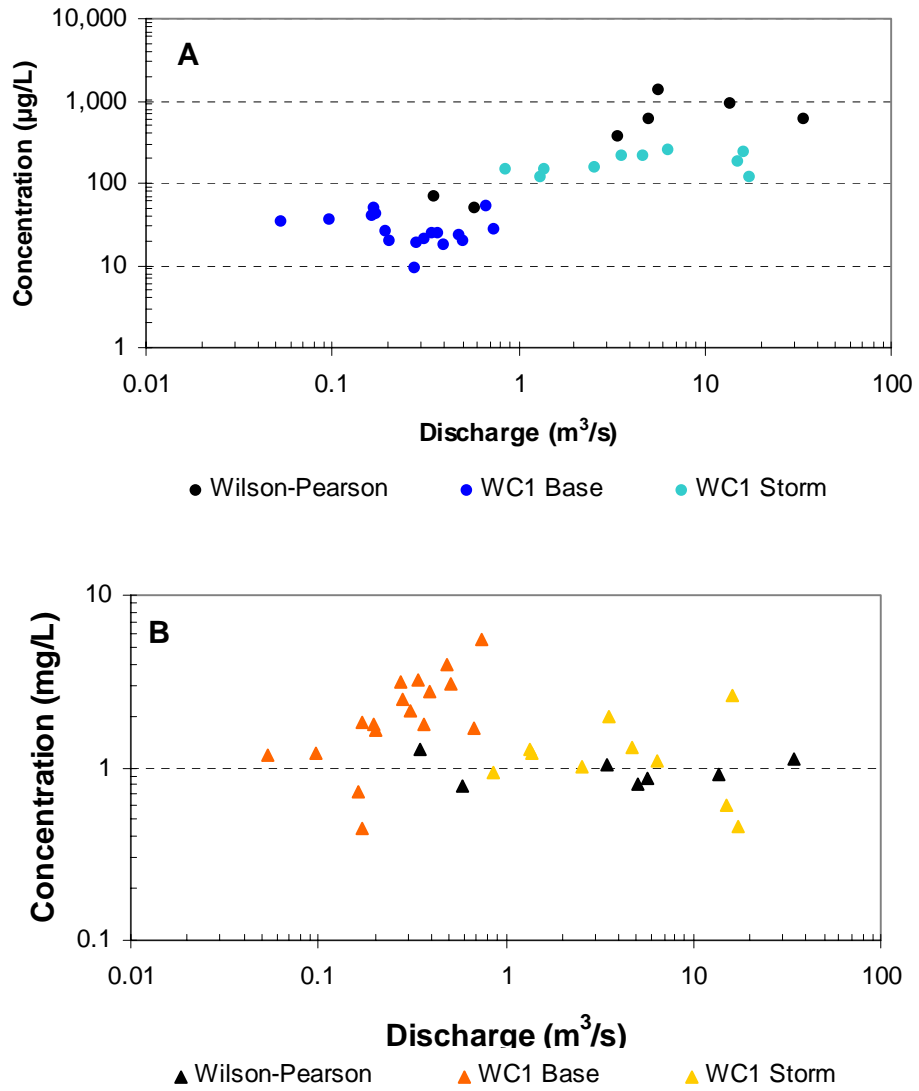 10,000
A
1,000
100
10
1
Concentration (µg/L)
0.01 0.1 1 10 100
Discharge (m³/s)
Wilson-Pearson WC1 Base WC1 Storm
10
B
1
0.1
Concentration (mg/L)
0.01 0.1 1 10 100
Discharge (m³/s)
Wilson-Pearson WC1 Base WC1 Storm